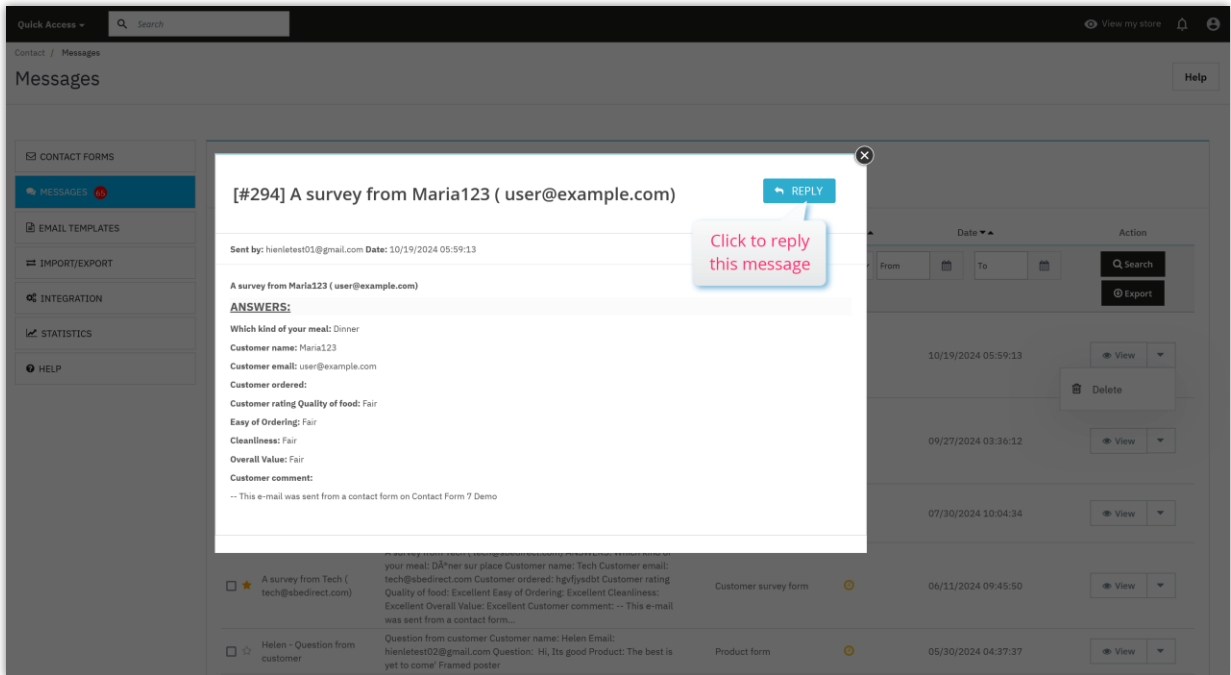 Quick Access
Search
View my store
Contact / Messages
Messages
Help
CONTACT FORMS
MESSAGES 65
EMAIL TEMPLATES
IMPORT/EXPORT
INTEGRATION
STATISTICS
HELP
[#294] A survey from Maria123 ( user@example.com)
REPLY
Click to reply
this message
Sent by: hienletest01@gmail.com Date: 10/19/2024 05:59:13
A survey from Maria123 ( user@example.com)
ANSWERS:
Which kind of your meal: Dinner
Customer name: Maria123
Customer email: user@example.com
Customer ordered:
Customer rating Quality of food: Fair
Easy of Ordering: Fair
Cleanliness: Fair
Overall Value: Fair
Customer comment:
-- This e-mail was sent from a contact form on Contact Form 7 Demo
Date
Action
From
To
Search
Export
10/19/2024 05:59:13
View
Delete
09/27/2024 03:36:12
View
07/30/2024 10:04:34
View
A survey from Tech (
tech@sbedirect.com)
A survey from Tech ( tech@sbedirect.com) ANSWERS: Which kind of
your meal: DÃ®ner sur place Customer name: Tech Customer email:
tech@sbedirect.com Customer ordered: hgvfjysdbt Customer rating
Quality of food: Excellent Easy of Ordering: Excellent Cleanliness:
Excellent Overall Value: Excellent Customer comment: -- This e-mail
was sent from a contact form...
Customer survey form
06/11/2024 09:45:50
View
Helen - Question from
customer
Question from customer Customer name: Helen Email:
hienletest02@gmail.com Question: Hi, Its good Product: The best is
yet to come' Framed poster
Product form
05/30/2024 04:37:37
View